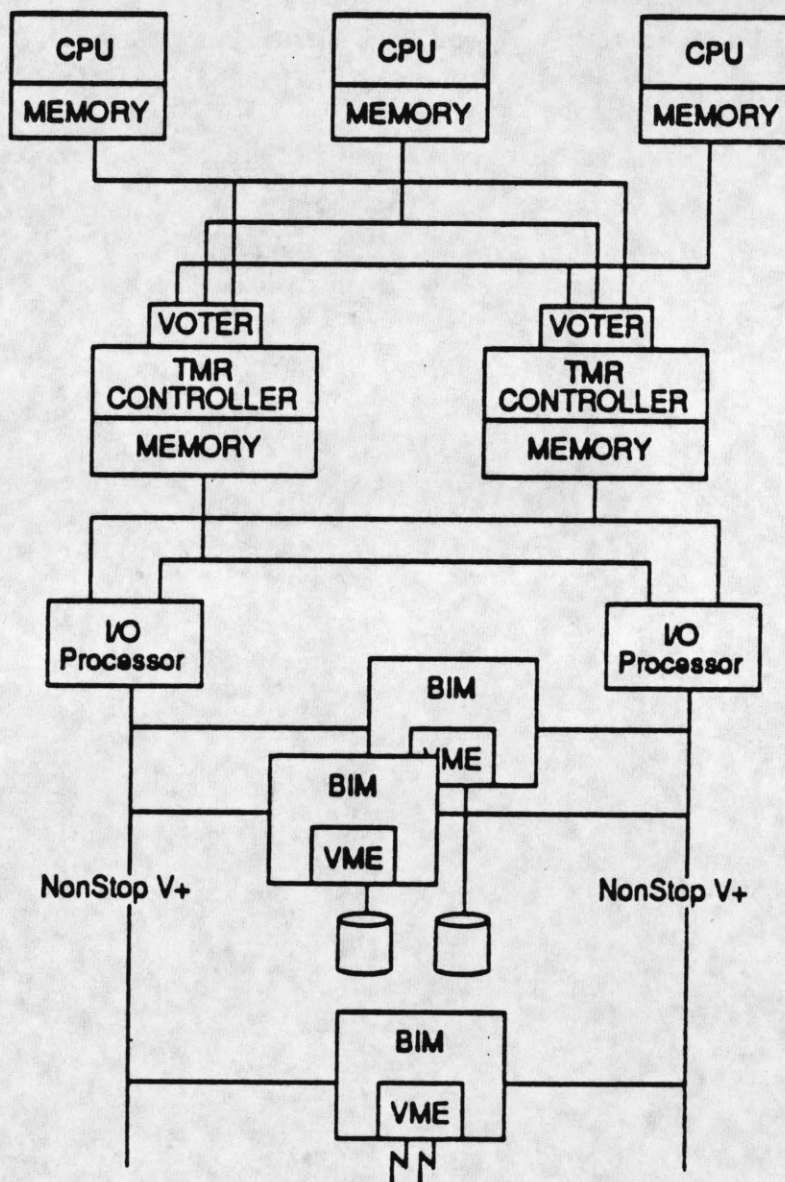 CPU
MEMORY
CPU
MEMORY
CPU
MEMORY
VOTER
TMR
CONTROLLER
MEMORY
VOTER
TMR
CONTROLLER
MEMORY
I/O
Processor
I/O
Processor
BIM
VME
BIM
VME
NonStop V+
NonStop V+
BIM
VME